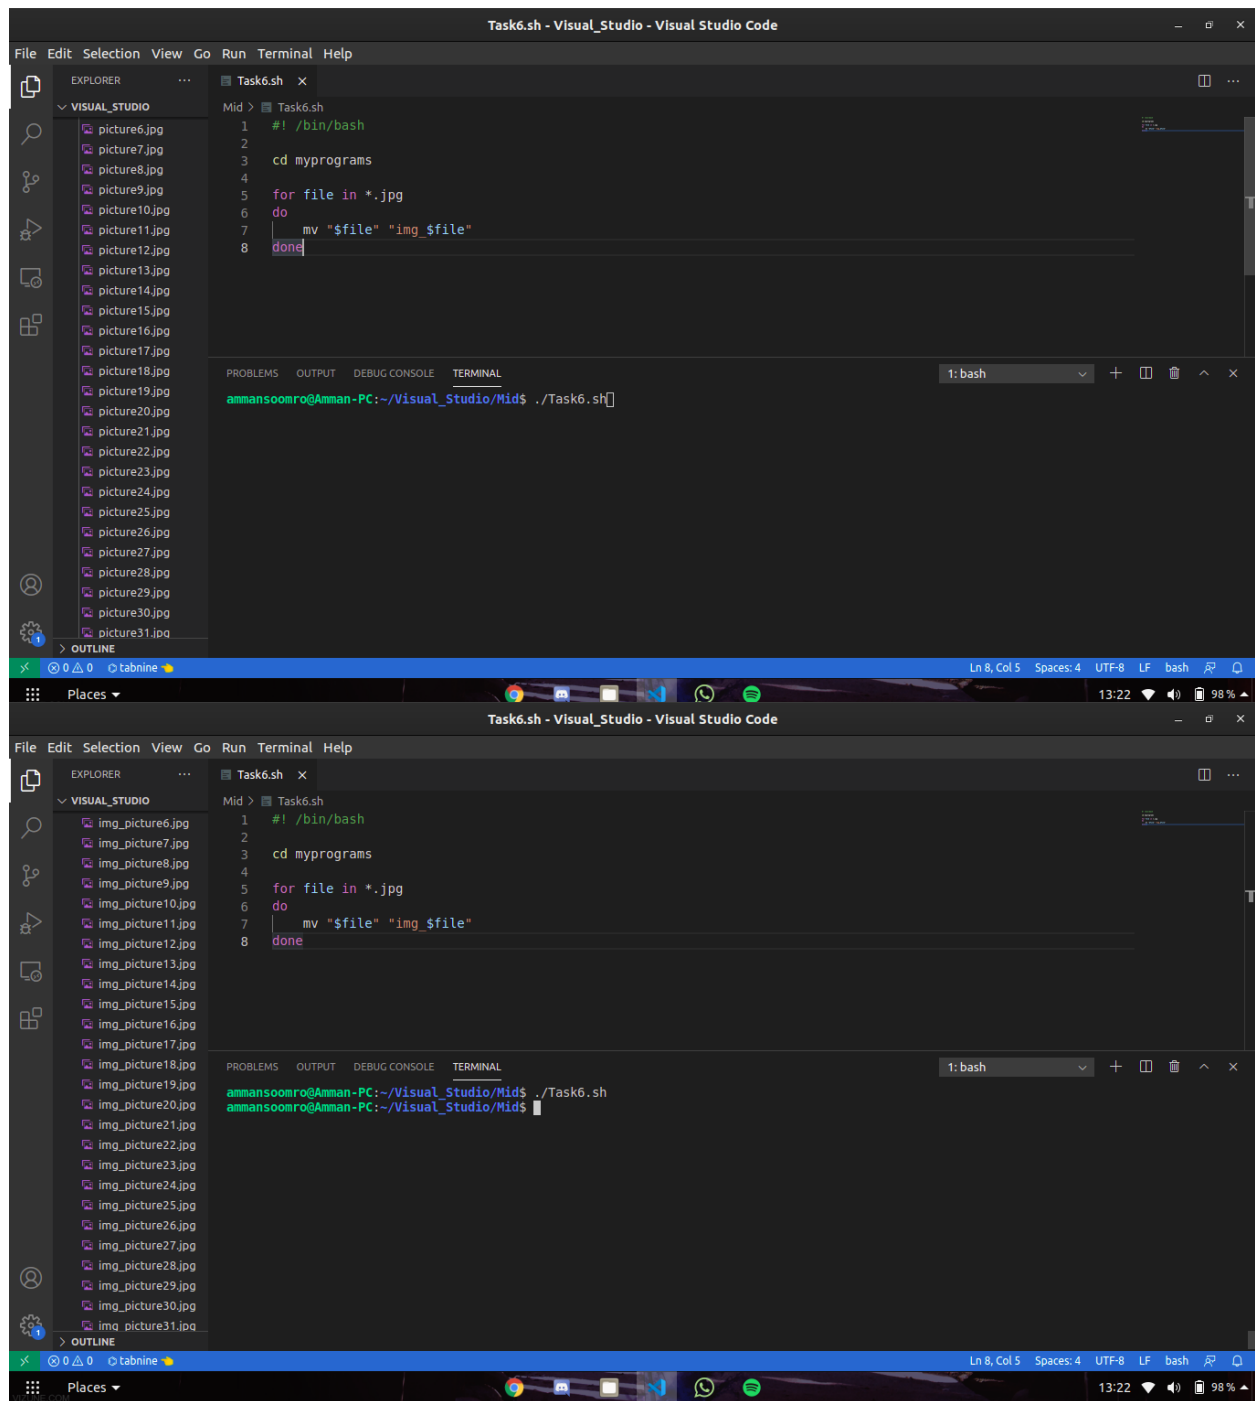 Task6.sh - Visual_Studio - Visual Studio Code
File Edit Selection View Go Run Terminal Help
EXPLORER
Task6.sh
VISUAL_STUDIO
Mid > Task6.sh
picture6.jpg
picture7.jpg
picture8.jpg
picture9.jpg
picture10.jpg
picture11.jpg
picture12.jpg
picture13.jpg
picture14.jpg
picture15.jpg
picture16.jpg
picture17.jpg
picture18.jpg
picture19.jpg
picture20.jpg
picture21.jpg
picture22.jpg
picture23.jpg
picture24.jpg
picture25.jpg
picture26.jpg
picture27.jpg
picture28.jpg
picture29.jpg
picture30.jpg
picture31.jpg
OUTLINE
1 #! /bin/bash
2
3 cd myprograms
4
5 for file in *.jpg
6 do
7 mv "$file" "img_$file"
8 done
PROBLEMS OUTPUT DEBUG CONSOLE TERMINAL
1: bash
ammansoomro@Amman-PC:~/Visual_Studio/Mid$ ./Task6.sh
1
0 0 tabnine
Ln 8, Col 5 Spaces: 4 UTF-8 LF bash
Places 13:22 98 %
Task6.sh - Visual_Studio - Visual Studio Code
File Edit Selection View Go Run Terminal Help
EXPLORER
Task6.sh
VISUAL_STUDIO
Mid > Task6.sh
img_picture6.jpg
img_picture7.jpg
img_picture8.jpg
img_picture9.jpg
img_picture10.jpg
img_picture11.jpg
img_picture12.jpg
img_picture13.jpg
img_picture14.jpg
img_picture15.jpg
img_picture16.jpg
img_picture17.jpg
img_picture18.jpg
img_picture19.jpg
img_picture20.jpg
img_picture21.jpg
img_picture22.jpg
img_picture23.jpg
img_picture24.jpg
img_picture25.jpg
img_picture26.jpg
img_picture27.jpg
img_picture28.jpg
img_picture29.jpg
img_picture30.jpg
img_picture31.jpg
OUTLINE
1 #! /bin/bash
2
3 cd myprograms
4
5 for file in *.jpg
6 do
7 mv "$file" "img_$file"
8 done
PROBLEMS OUTPUT DEBUG CONSOLE TERMINAL
1: bash
ammansoomro@Amman-PC:~/Visual_Studio/Mid$ ./Task6.sh
ammansoomro@Amman-PC:~/Visual_Studio/Mid$
1
0 0 tabnine
Ln 8, Col 5 Spaces: 4 UTF-8 LF bash
Places 13:22 98 %